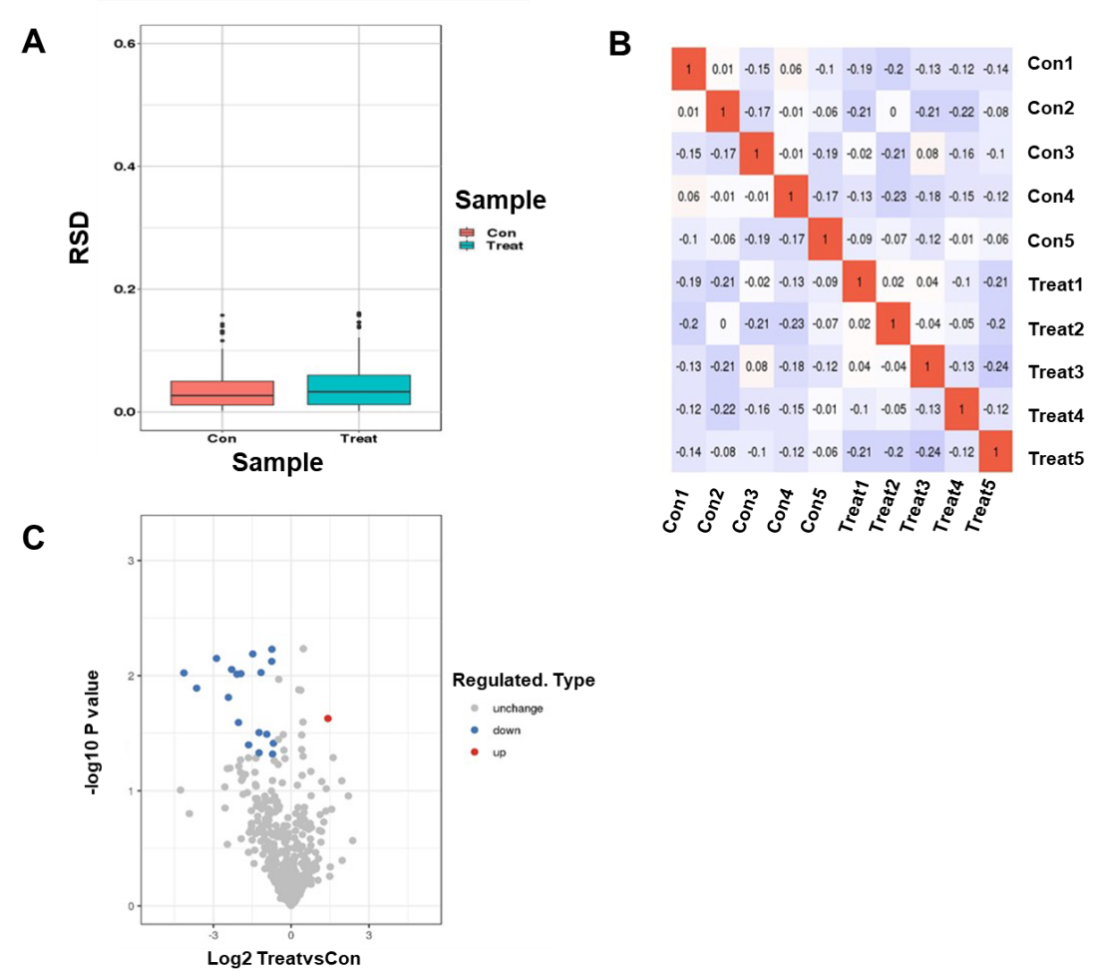 A
0.6
0.4
0.2
0.0
RSD
Con
Treat
Sample
Sample
Con
Treat
B
1 0.01 -0.15 0.06 -0.1 -0.19 -0.2 -0.13 -0.12 -0.14 Con1
0.01 1 -0.17 -0.01 -0.06 -0.21 0 -0.21 -0.22 -0.08 Con2
-0.15 -0.17 1 -0.01 -0.19 -0.02 -0.21 0.08 -0.16 -0.1 Con3
0.06 -0.01 -0.01 1 -0.17 -0.13 -0.23 -0.18 -0.15 -0.12 Con4
-0.1 -0.06 -0.19 -0.17 1 -0.09 -0.07 -0.12 -0.01 -0.06 Con5
-0.19 -0.21 -0.02 -0.13 -0.09 1 0.02 0.04 -0.1 -0.21 Treat1
-0.2 0 -0.21 -0.23 -0.07 0.02 1 -0.04 -0.05 -0.2 Treat2
-0.13 -0.21 0.08 -0.18 -0.12 0.04 -0.04 1 -0.13 -0.24 Treat3
-0.12 -0.22 -0.16 -0.15 -0.01 -0.1 -0.05 -0.13 1 -0.12 Treat4
-0.14 -0.08 -0.1 -0.12 -0.06 -0.21 -0.2 -0.24 -0.12 1 Treat5
Con1 Con2 Con3 Con4 Con5 Treat1 Treat2 Treat3 Treat4 Treat5
C
3
2
1
0
-log10 P value
-3 0 3
Log2 TreatvsCon
Regulated. Type
unchange
down
up